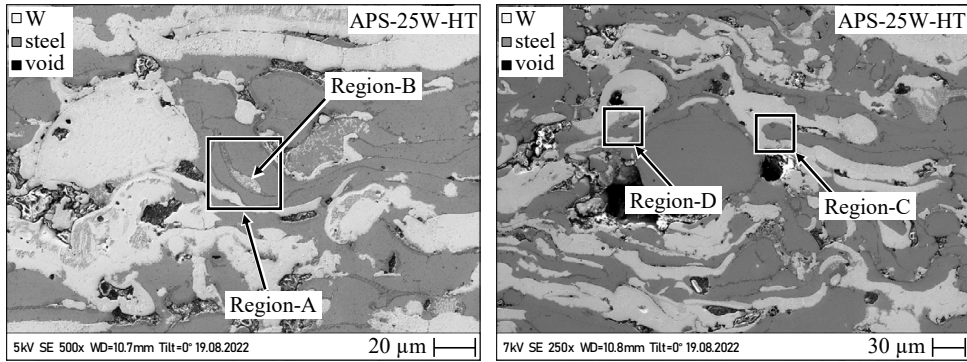 W
steel
void
APS-25W-HT
Region-B
Region-A
5kV SE 500x WD=10.7mm Tilt=0° 19.08.2022
20 µm
W
steel
void
APS-25W-HT
Region-D
Region-C
7kV SE 250x WD=10.8mm Tilt=0° 19.08.2022
30 µm